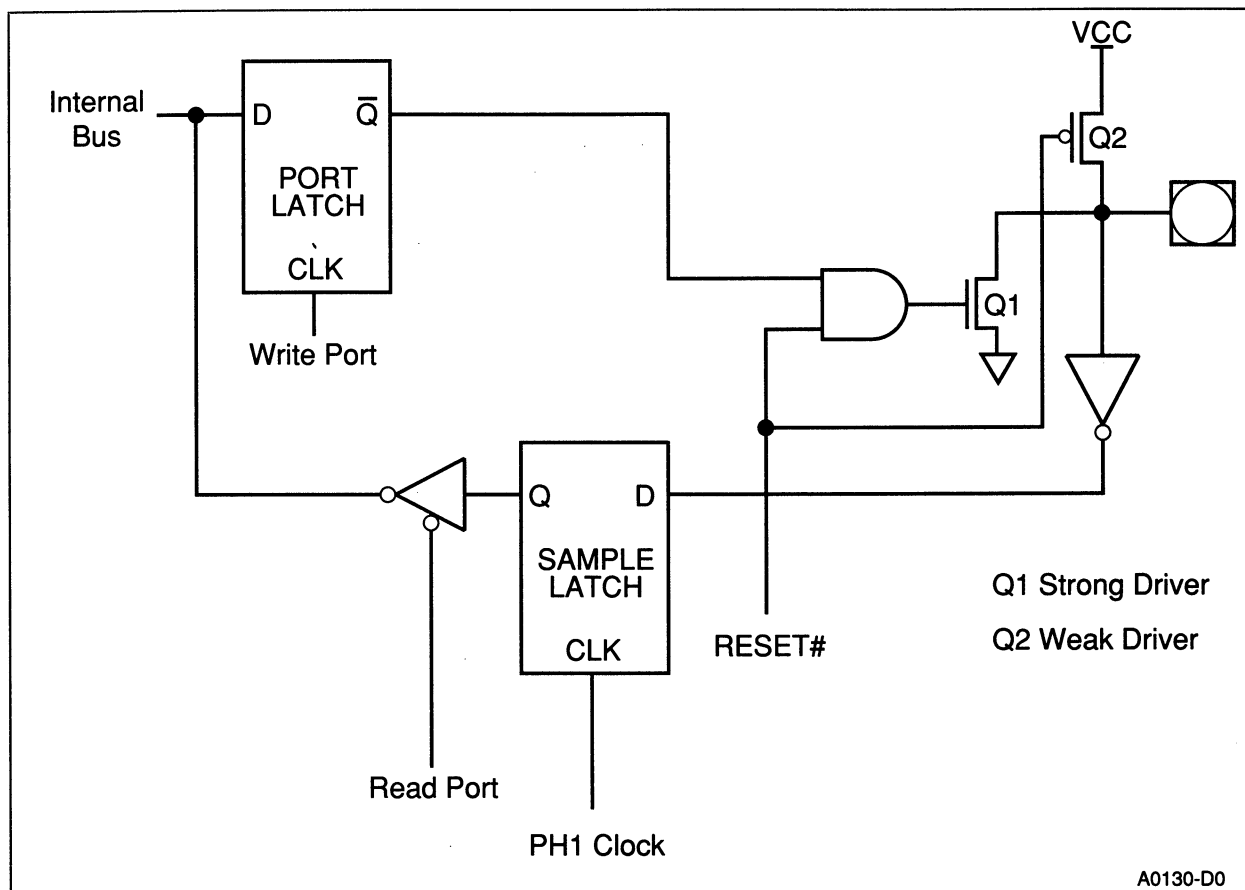 VCC
Internal
Bus
D
Q̅
Q2
PORT
LATCH
CLK
Q1
Write Port
Q
D
SAMPLE
LATCH
CLK
RESET#
Q1 Strong Driver
Q2 Weak Driver
Read Port
PH1 Clock
A0130-D0